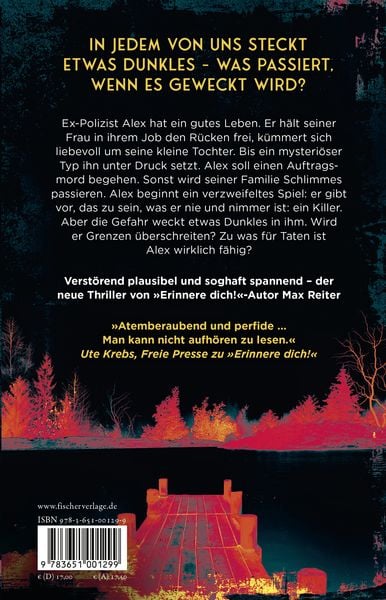 IN JEDEM VON UNS STECKT
ETWAS DUNKLES – WAS PASSIERT,
WENN ES GEWECKT WIRD?
Ex-Polizist Alex hat ein gutes Leben. Er hält seiner
Frau in ihrem Job den Rücken frei, kümmert sich
liebevoll um seine kleine Tochter. Bis ein mysteriöser
Typ ihn unter Druck setzt. Alex soll einen Auftrags-
mord begehen. Sonst wird seiner Familie Schlimmes
passieren. Alex beginnt ein verzweifeltes Spiel: er gibt
vor, das zu sein, was er nie und nimmer ist: ein Killer.
Aber die Gefahr weckt etwas Dunkles in ihm. Wird
er Grenzen überschreiten? Zu was für Taten ist
Alex wirklich fähig?
Verstörend plausibel und soghaft spannend – der
neue Thriller von »Erinnere dich!«-Autor Max Reiter
»Atemberaubend und perfide ...
Man kann nicht aufhören zu lesen.«
Ute Krebs, Freie Presse zu »Erinnere dich!«
www.fischerverlage.de
ISBN 978-3-651-00129-9
9 783651 001299
€ (D) 17,00 € (A) 17,50